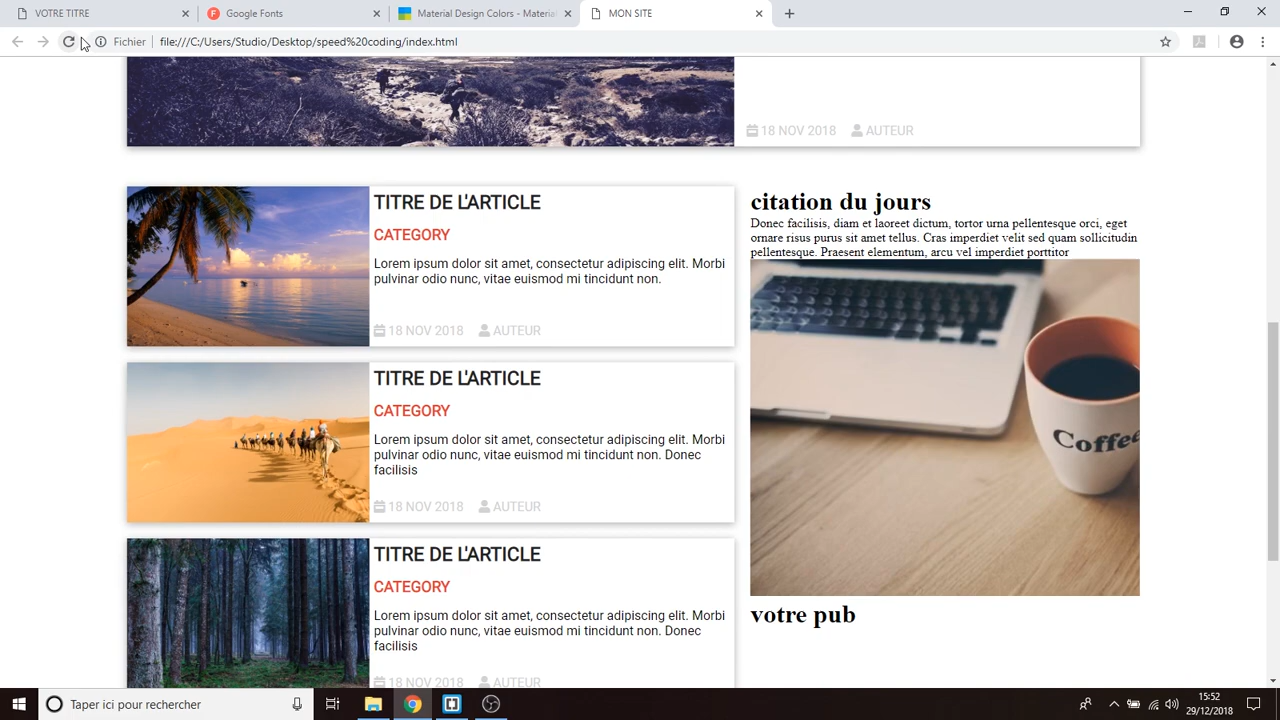 VOTRE TITRE
Google Fonts
Material Design Colors - Material
MON SITE
Fichier
file:///C:/Users/Studio/Desktop/speed%20coding/index.html
18 NOV 2018 AUTEUR
TITRE DE L'ARTICLE
CATEGORY
Lorem ipsum dolor sit amet, consectetur adipiscing elit. Morbi
pulvinar odio nunc, vitae euismod mi tincidunt non.
18 NOV 2018 AUTEUR
TITRE DE L'ARTICLE
CATEGORY
Lorem ipsum dolor sit amet, consectetur adipiscing elit. Morbi
pulvinar odio nunc, vitae euismod mi tincidunt non. Donec
facilisis
18 NOV 2018 AUTEUR
TITRE DE L'ARTICLE
CATEGORY
Lorem ipsum dolor sit amet, consectetur adipiscing elit. Morbi
pulvinar odio nunc, vitae euismod mi tincidunt non. Donec
facilisis
18 NOV 2018 AUTEUR
citation du jours
Donec facilisis, diam et laoreet dictum, tortor urna pellentesque orci, eget
ornare risus purus sit amet tellus. Cras imperdiet velit sed quam sollicitudin
pellentesque. Praesent elementum, arcu vel imperdiet porttitor
Coffee
votre pub
Taper ici pour rechercher
15:52
29/12/2018